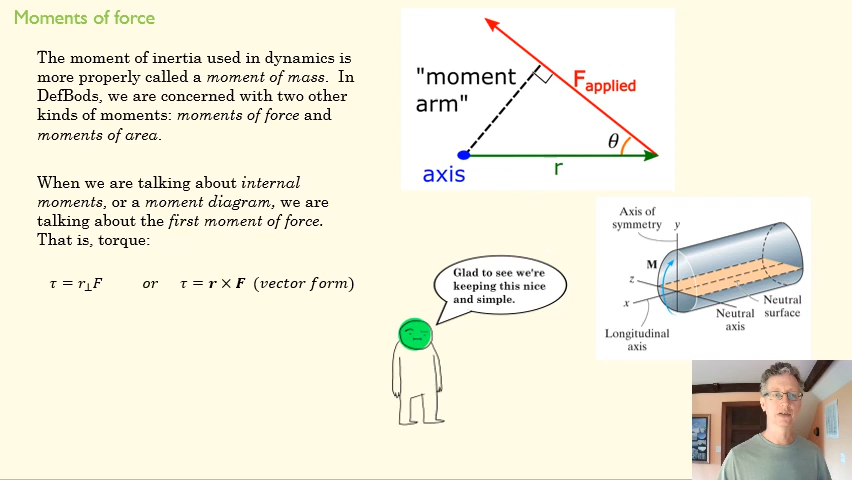 Moments of force
The moment of inertia used in dynamics is
more properly called a moment of mass. In
DefBods, we are concerned with two other
kinds of moments: moments of force and
moments of area.
When we are talking about internal
moments, or a moment diagram, we are
talking about the first moment of force.
That is, torque:
τ = r⊥F or τ = r × F (vector form)
"moment
arm"
F applied
θ
axis
r
Glad to see we're
keeping this nice
and simple.
Axis of
symmetry y
M
z
x
Neutral
surface
Neutral
axis
Longitudinal
axis